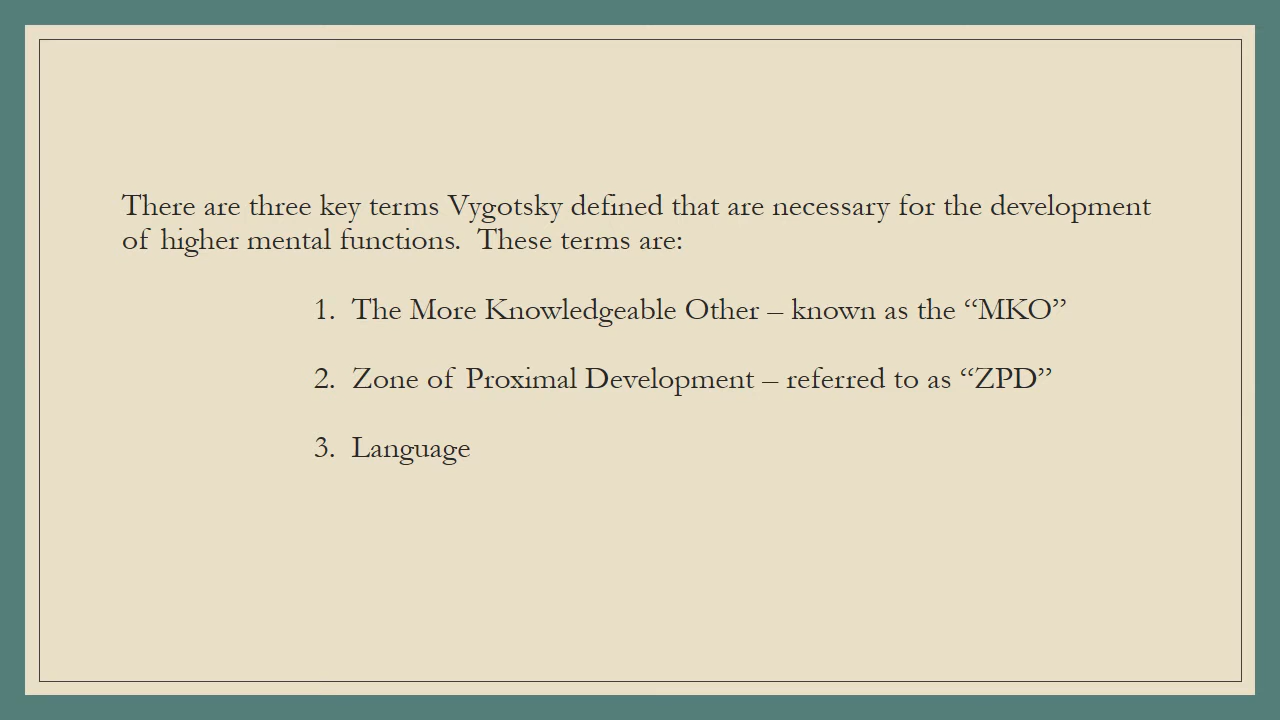 There are three key terms Vygotsky defined that are necessary for the development
of higher mental functions.  These terms are:
1.  The More Knowledgeable Other – known as the “MKO”
2.  Zone of Proximal Development – referred to as “ZPD”
3.  Language